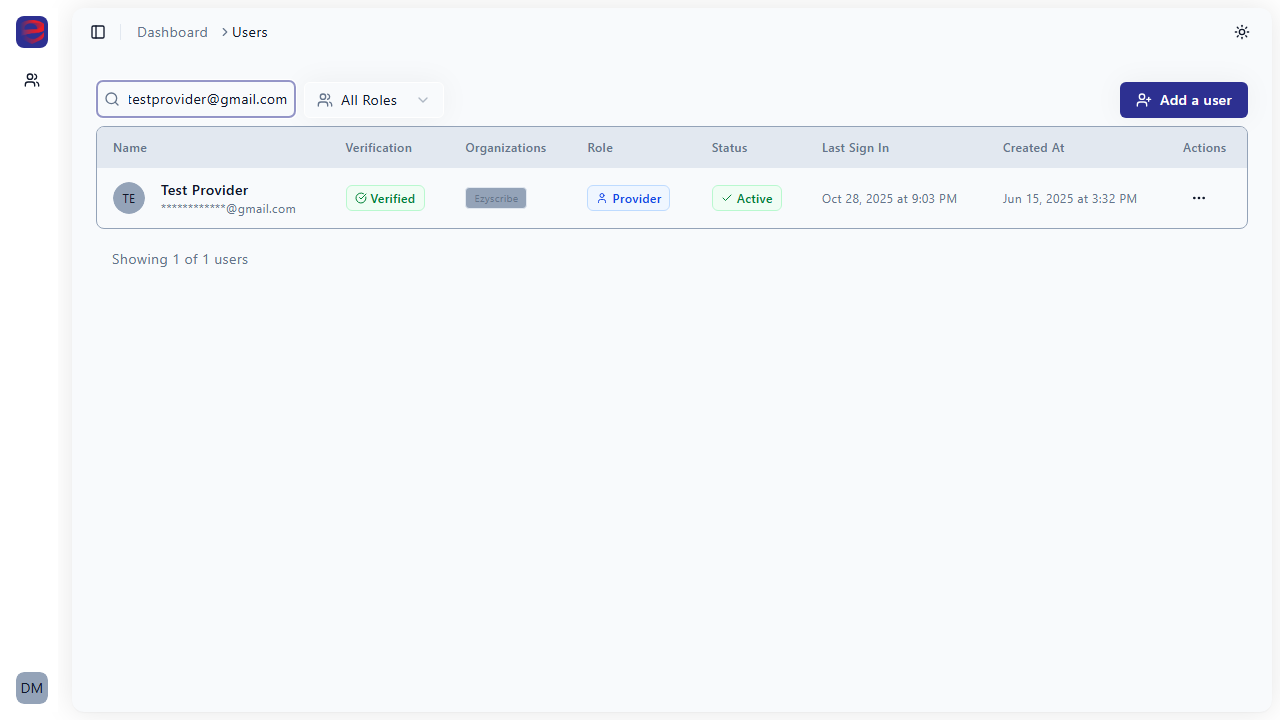 Dashboard > Users
testprovider@gmail.com
All Roles
Add a user
Name Verification Organizations Role Status Last Sign In Created At Actions
TE Test Provider Verified Ezyscribe Provider Active Oct 28, 2025 at 9:03 PM Jun 15, 2025 at 3:32 PM ...
************@gmail.com
Showing 1 of 1 users
DM